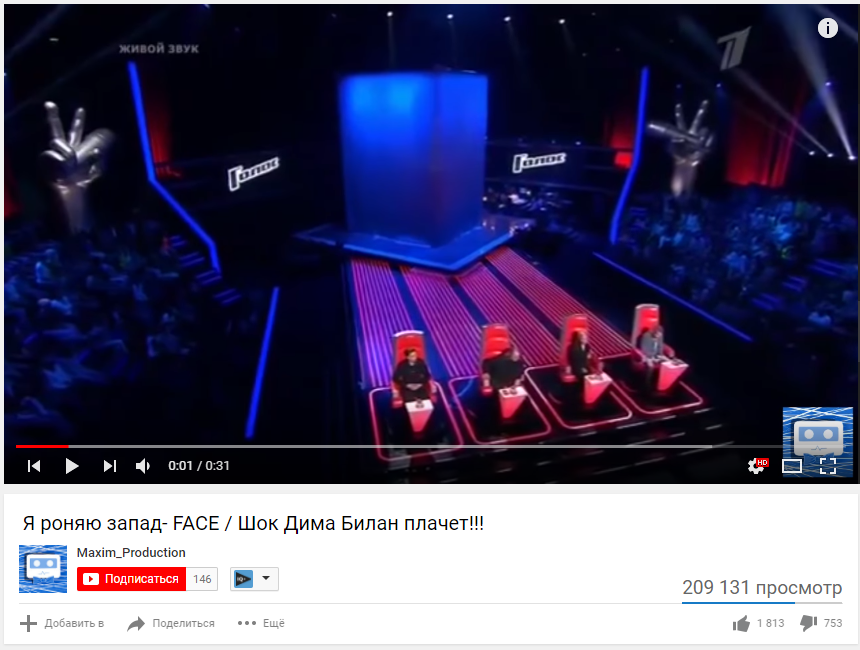 ЖИВОЙ ЗВУК
1
i
Голос
Голос
0:01 / 0:31
HD
Я роняю запад- FACE / Шок Дима Билан плачет!!!
Maxim_Production
Подписаться 146
209 131 просмотр
Добавить в
Поделиться
Ещё
1 813
753